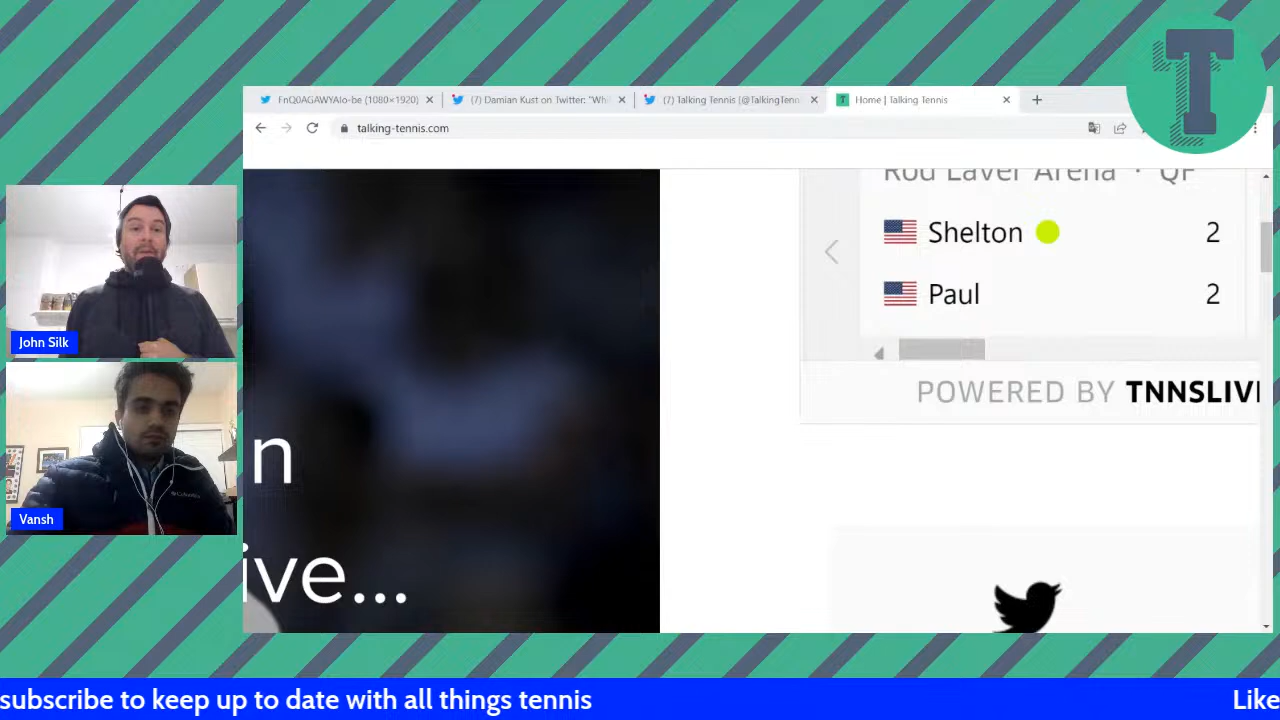 T
FnQ0AGAWYAIo-be (1080×1920)
(7) Damian Kust on Twitter: "Whi
(7) Talking Tennis (@TalkingTenn
Home | Talking Tennis
talking-tennis.com
Rod Laver Arena · QF
Shelton 2
Paul 2
POWERED BY TNNSLIVE
n
ive...
John Silk
Vansh
Columbia
subscribe to keep up to date with all things tennis
Like